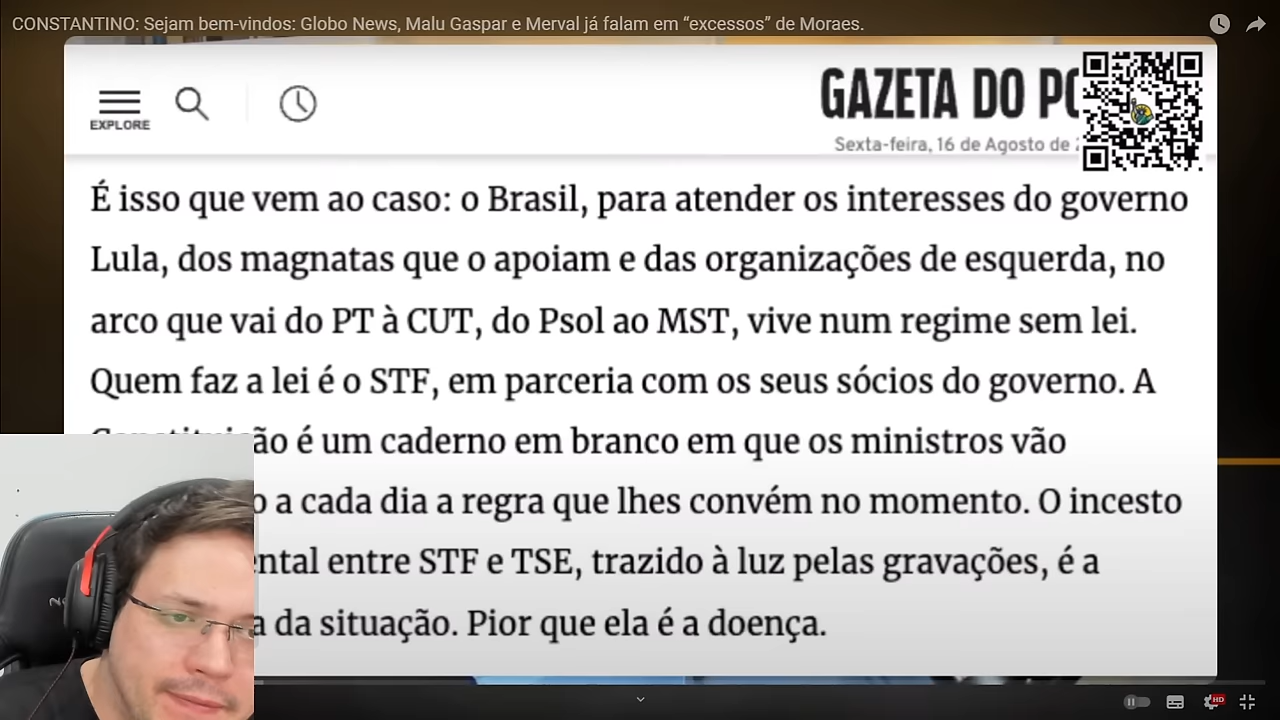 CONSTANTINO: Sejam bem-vindos: Globo News, Malu Gaspar e Merval já falam em “excessos” de Moraes.
EXPLORE
GAZETA DO
Sexta-feira, 16 de Agosto de
É isso que vem ao caso: o Brasil, para atender os interesses do governo
Lula, dos magnatas que o apoiam e das organizações de esquerda, no
arco que vai do PT à CUT, do Psol ao MST, vive num regime sem lei.
Quem faz a lei é o STF, em parceria com os seus sócios do governo. A
é um caderno em branco em que os ministros vão
a cada dia a regra que lhes convém no momento. O incesto
entre STF e TSE, trazido à luz pelas gravações, é a
da situação. Pior que ela é a doença.
HD